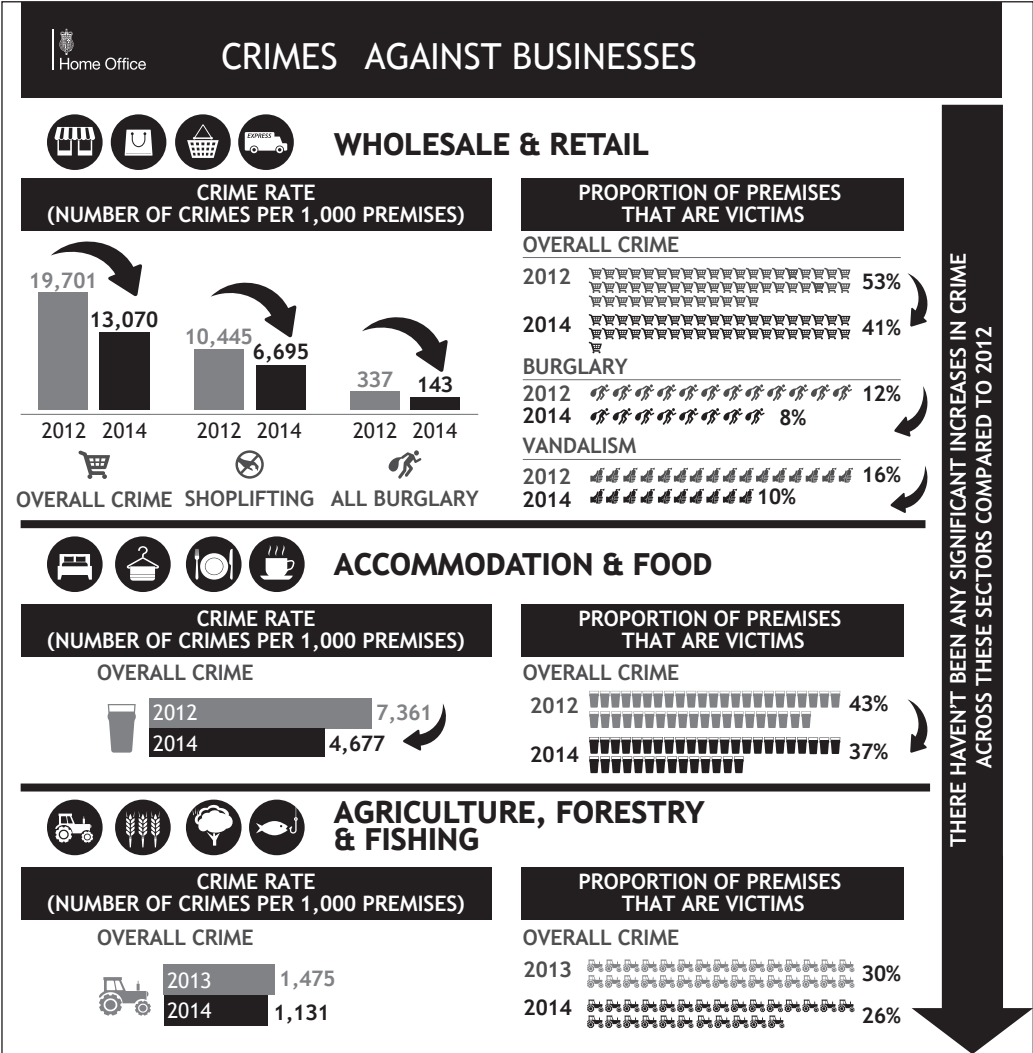 Home Office
CRIMES AGAINST BUSINESSES
EXPRESS
WHOLESALE & RETAIL
CRIME RATE
(NUMBER OF CRIMES PER 1,000 PREMISES)
19,701
13,070
10,445
6,695
337
143
2012 2014
2012 2014
2012 2014
OVERALL CRIME
SHOPLIFTING
ALL BURGLARY
PROPORTION OF PREMISES
THAT ARE VICTIMS
OVERALL CRIME
2012 53%
2014 41%
BURGLARY
2012 12%
2014 8%
VANDALISM
2012 16%
2014 10%
ACCOMMODATION & FOOD
CRIME RATE
(NUMBER OF CRIMES PER 1,000 PREMISES)
OVERALL CRIME
2012 7,361
2014 4,677
PROPORTION OF PREMISES
THAT ARE VICTIMS
OVERALL CRIME
2012 43%
2014 37%
AGRICULTURE, FORESTRY
& FISHING
CRIME RATE
(NUMBER OF CRIMES PER 1,000 PREMISES)
OVERALL CRIME
2013 1,475
2014 1,131
PROPORTION OF PREMISES
THAT ARE VICTIMS
OVERALL CRIME
2013 30%
2014 26%
THERE HAVEN'T BEEN ANY SIGNIFICANT INCREASES IN CRIME
ACROSS THESE SECTORS COMPARED TO 2012